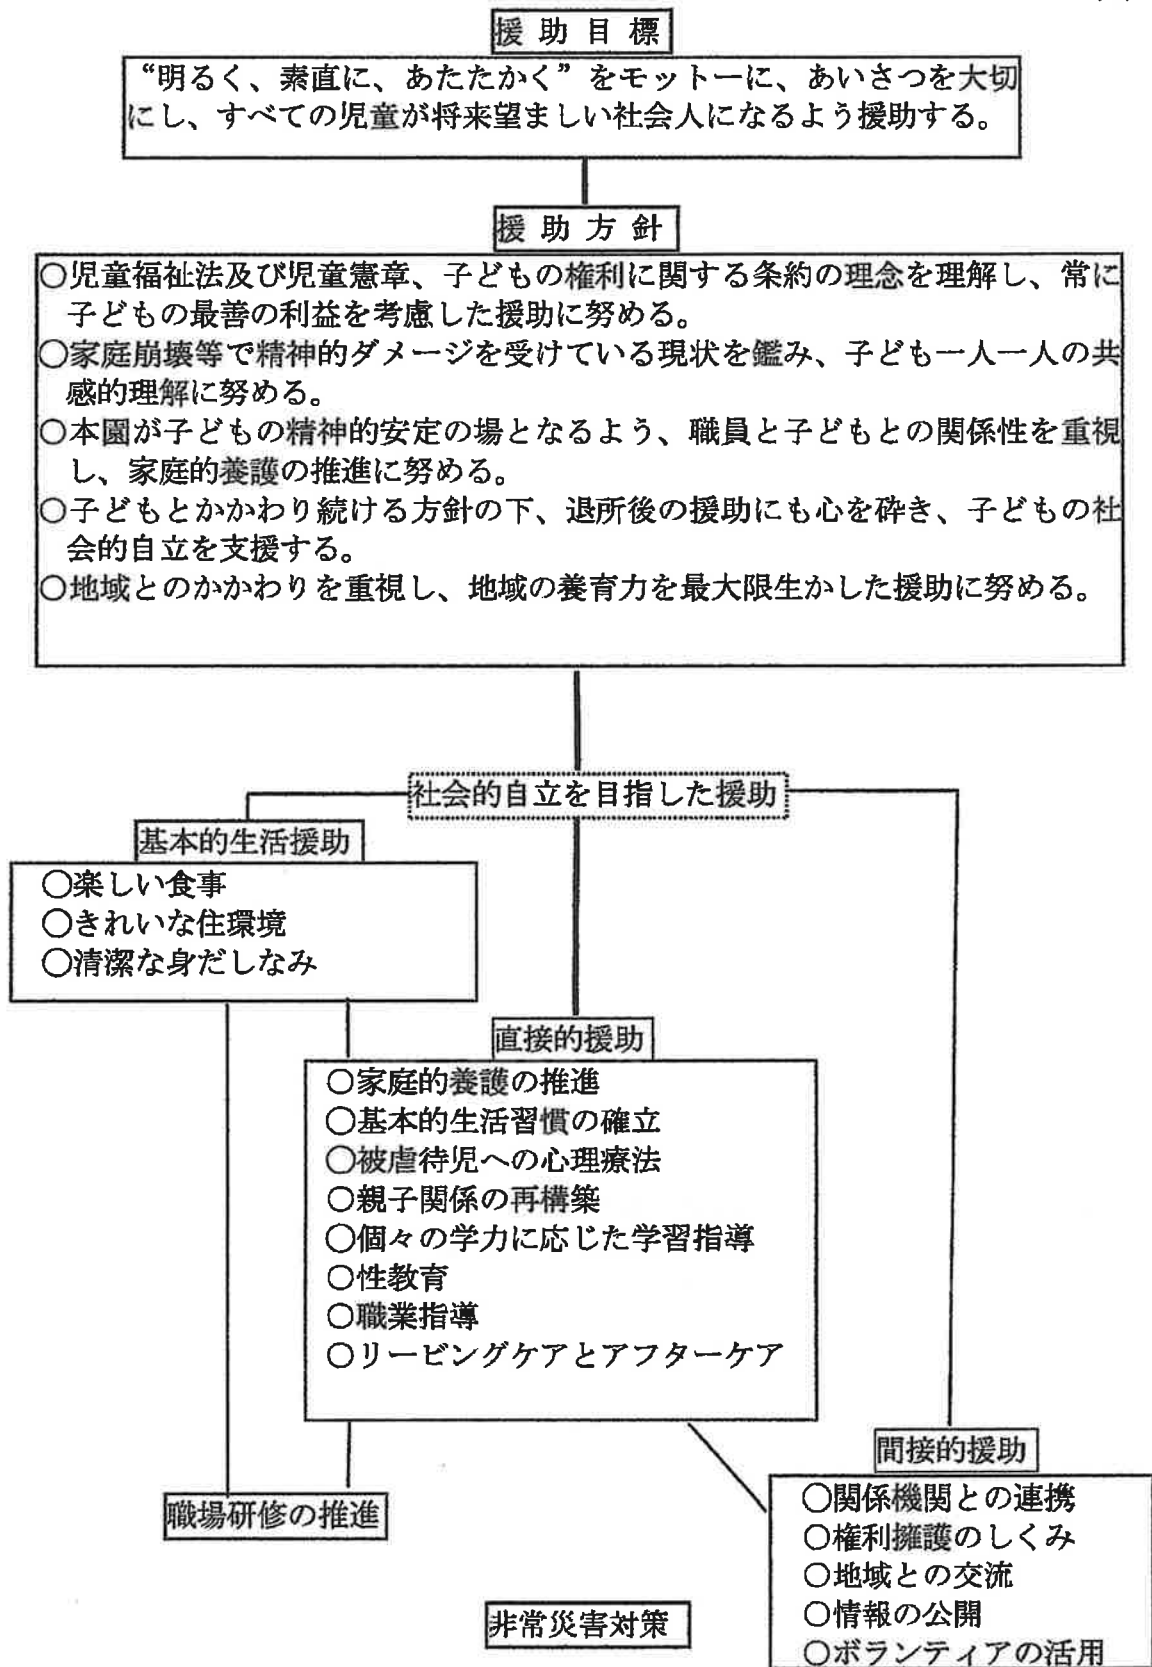 援助目標
“明るく、素直に、あたたかく”をモットーに、あいさつを大切
にし、すべての児童が将来望ましい社会人になるよう援助する。
援助方針
○児童福祉法及び児童憲章、子どもの権利に関する条約の理念を理解し、常に
子どもの最善の利益を考慮した援助に努める。
○家庭崩壊等で精神的ダメージを受けている現状を鑑み、子ども一人一人の共
感的理解に努める。
○本園が子どもの精神的安定の場となるよう、職員と子どもとの関係性を重視
し、家庭的養護の推進に努める。
○子どもとかかわり続ける方針の下、退所後の援助にも心を砕き、子どもの社
会的自立を支援する。
○地域とのかかわりを重視し、地域の養育力を最大限生かした援助に努める。
社会的自立を目指した援助
基本的生活援助
○楽しい食事
○きれいな住環境
○清潔な身だしなみ
直接的援助
○家庭的養護の推進
○基本的生活習慣の確立
○被虐待児への心理療法
○親子関係の再構築
○個々の学力に応じた学習指導
○性教育
○職業指導
○リービングケアとアフターケア
間接的援助
○関係機関との連携
○権利擁護のしくみ
○地域との交流
○情報の公開
○ボランティアの活用
職場研修の推進
非常災害対策